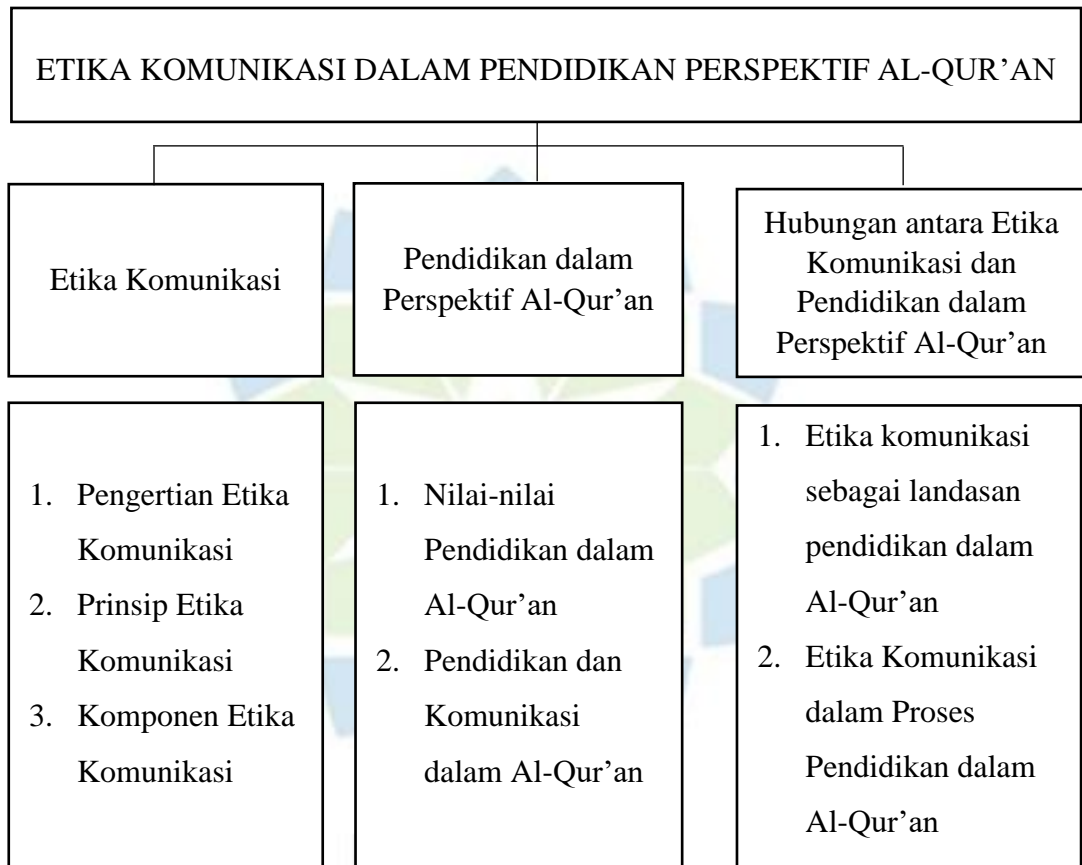 ETIKA KOMUNIKASI DALAM PENDIDIKAN PERSPEKTIF AL-QUR’AN
Etika Komunikasi
Pendidikan dalam
Perspektif Al-Qur’an
Hubungan antara Etika
Komunikasi dan
Pendidikan dalam
Perspektif Al-Qur’an
1. Pengertian Etika
Komunikasi
2. Prinsip Etika
Komunikasi
3. Komponen Etika
Komunikasi
1. Nilai-nilai
Pendidikan dalam
Al-Qur’an
2. Pendidikan dan
Komunikasi
dalam Al-Qur’an
1. Etika komunikasi
sebagai landasan
pendidikan dalam
Al-Qur’an
2. Etika Komunikasi
dalam Proses
Pendidikan dalam
Al-Qur’an